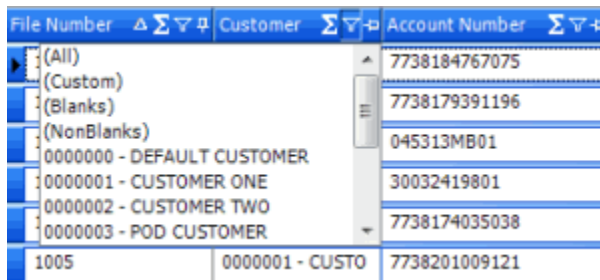 File Number Customer Account Number
(All)
(Custom)
(Blanks)
(NonBlanks)
0000000 - DEFAULT CUSTOMER
0000001 - CUSTOMER ONE
0000002 - CUSTOMER TWO
0000003 - POD CUSTOMER
7738184767075
7738179391196
045313MB01
30032419801
7738174035038
1005 0000001 - CUSTO 7738201009121